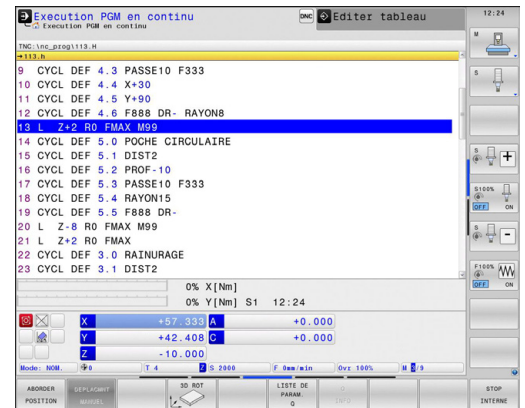 Execution PGM en continu
DNC
Editer tableau
12:24
Execution PGM en continu
TNC:\nc_prog\113.H
→113.h
9 CYCL DEF 4.3 PASSE10 F333
10 CYCL DEF 4.4 X+30
11 CYCL DEF 4.5 Y+90
12 CYCL DEF 4.6 F888 DR- RAYON8
13 L Z+2 R0 FMAX M99
14 CYCL DEF 5.0 POCHE CIRCULAIRE
15 CYCL DEF 5.1 DIST2
16 CYCL DEF 5.2 PROF-10
17 CYCL DEF 5.3 PASSE10 F333
18 CYCL DEF 5.4 RAYON15
19 CYCL DEF 5.5 F888 DR-
20 L Z-8 R0 FMAX M99
21 L Z+2 R0 FMAX
22 CYCL DEF 3.0 RAINURAGE
23 CYCL DEF 3.1 DIST2
0% X[Nm]
0% Y[Nm] S1 12:24
X +57.333 A +0.000
Y +42.408 C +0.000
Z -10.000
Mode: NOM. 0 T 4 Z S 2000 F 0mm/min Ovr 100% M 5/9
M
S
S
S100%
OFF ON
S
F100%
OFF ON
ABORDER POSITION
DEPLACMNT MANUEL
3D ROT
LISTE DE PARAM. Q
STOP INTERNE